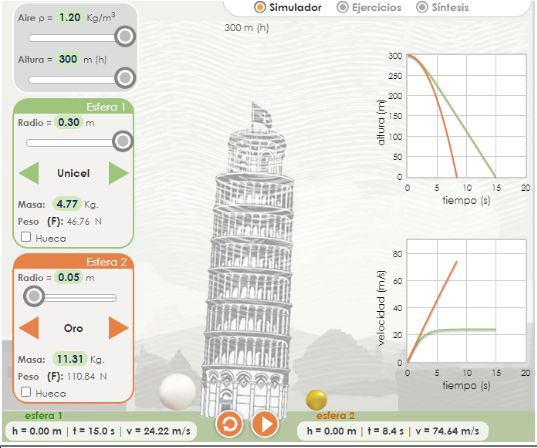 Simulador Ejercicios Síntesis
Aire ρ = 1.20 Kg/m³
300 m (h)
Altura = 300 m (h)
Esfera 1
Radio = 0.30 m
Unicel
Masa: 4.77 Kg.
Peso (F): 46.76 N
Hueca
Esfera 2
Radio = 0.05 m
Oro
Masa: 11.31 Kg.
Peso (F): 110.84 N
Hueca
altura (m)
300
250
200
150
100
50
0
0 5 10 15 20
tiempo (s)
velocidad (m/s)
80
60
40
20
0
0 5 10 15 20
tiempo (s)
esfera 1
h = 0.00 m | t = 15.0 s | v = 24.22 m/s
esfera 2
h = 0.00 m | t = 8.4 s | v = 74.64 m/s